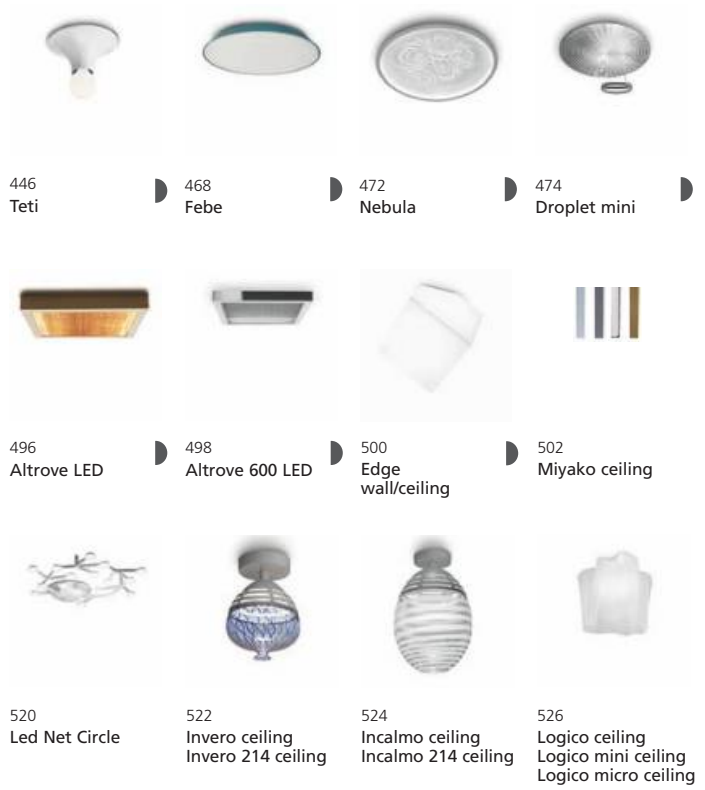 446
Teti
468
Febe
472
Nebula
474
Droplet mini
496
Altrove LED
498
Altrove 600 LED
500
Edge
wall/ceiling
502
Miyako ceiling
520
Led Net Circle
522
Invero ceiling
Invero 214 ceiling
524
Incalmo ceiling
Incalmo 214 ceiling
526
Logico ceiling
Logico mini ceiling
Logico micro ceiling